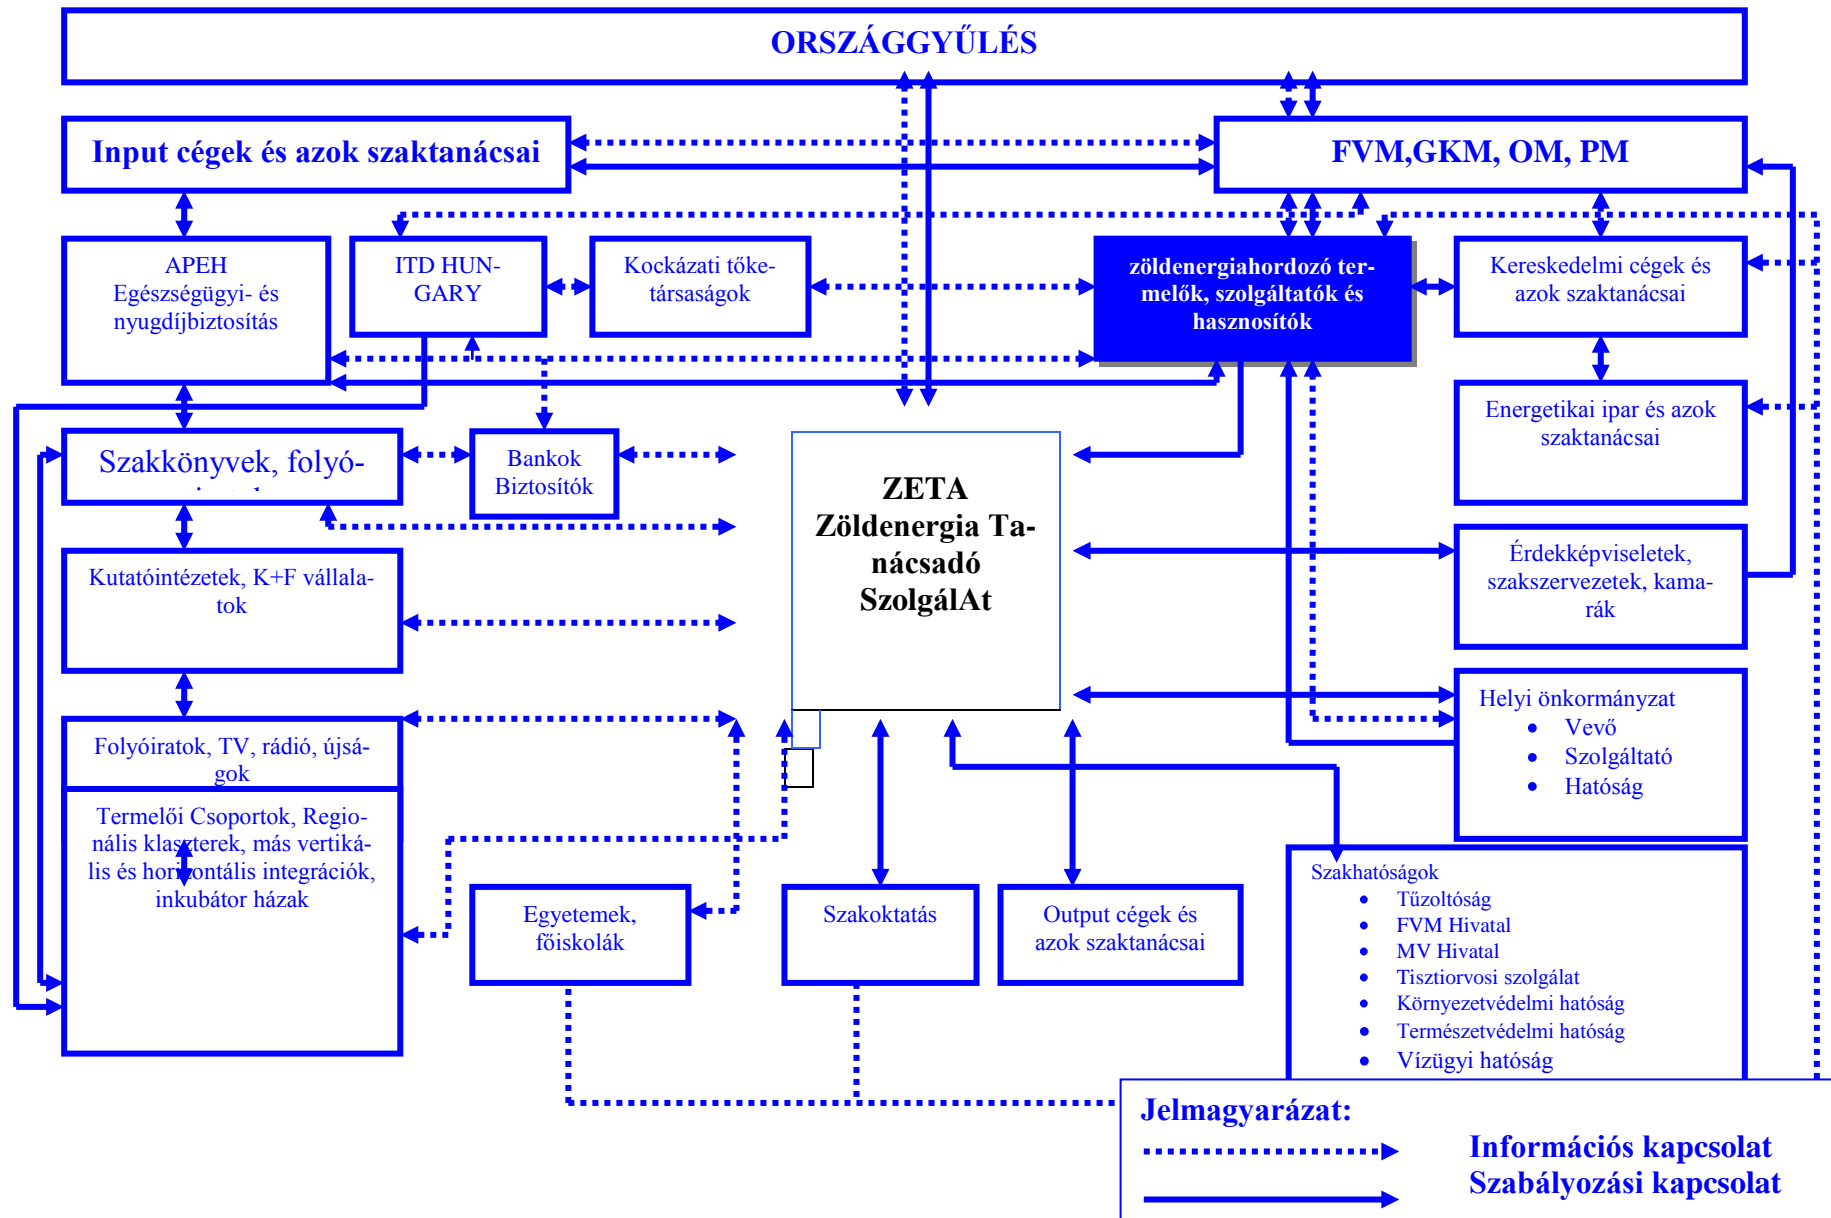 ORSZÁGGYŰLÉS
Input cégek és azok szaktanácsai
FVM,GKM, OM, PM
APEH
Egészségügyi- és
nyugdíjbiztosítás
ITD HUN-
GARY
Kockázati tőke-
társaságok
zöldenergiahordozó ter-
melők, szolgáltatók és
hasznosítók
Kereskedelmi cégek és
azok szaktanácsai
Energetikai ipar és azok
szaktanácsai
Szakkönyvek, folyó-
Bankok
Biztosítók
ZETA
Zöldenergia Ta-
nácsadó
SzolgálAt
Kutatóintézetek, K+F vállala-
tok
Érdekképviseletek,
szakszervezetek, kama-
rák
Helyi önkormányzat
• Vevő
• Szolgáltató
• Hatóság
Folyóiratok, TV, rádió, újsá-
gok
Termelői Csoportok, Regio-
nális klaszterek, más vertiká-
lis és horizontális integrációk,
inkubátor házak
Egyetemek,
főiskolák
Szakoktatás
Output cégek és
azok szaktanácsai
Szakhatóságok
• Tűzoltóság
• FVM Hivatal
• MV Hivatal
• Tisztiorvosi szolgálat
• Környezetvédelmi hatóság
• Természetvédelmi hatóság
• Vízügyi hatóság
Jelmagyarázat:
Információs kapcsolat
Szabályozási kapcsolat